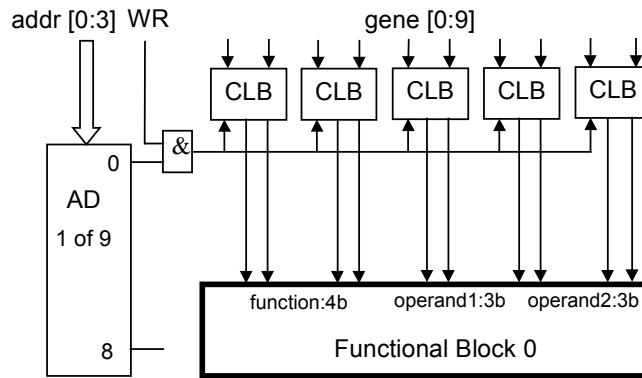 addr [0:3] WR gene [0:9]
CLB CLB CLB CLB CLB
&
0
AD
1 of 9
function:4b operand1:3b operand2:3b
8
Functional Block 0